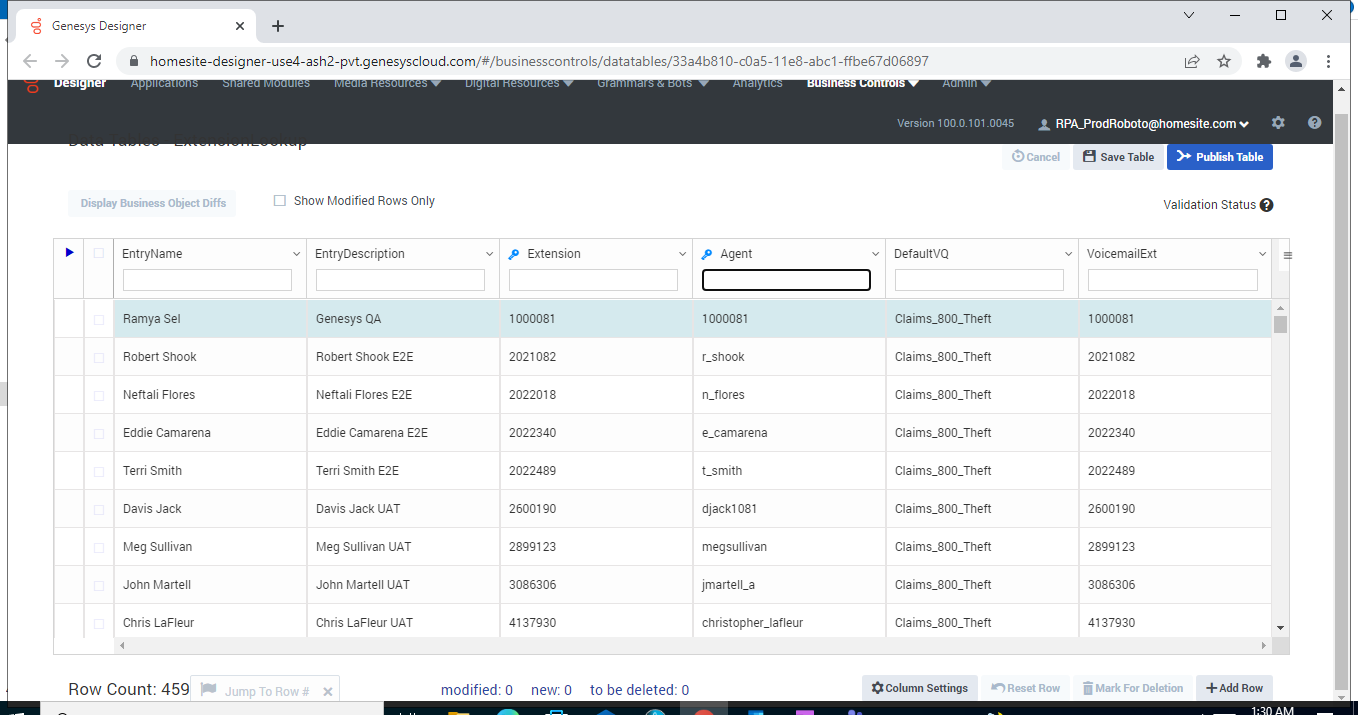 Genesys Designer
homesite-designer-use4-ash2-pvt.genesyscloud.com/#/businesscontrols/datatables/33a4b810-c0a5-11e8-abc1-ffbe67d06897
Designer Applications Shared Modules Media Resources Digital Resources Grammars & Bots Analytics Business Controls Admin
Version 100.0.101.0045 RPA_ProdRoboto@homesite.com
Data Tables - ExtensionLookup
Cancel Save Table Publish Table
Display Business Object Diffs Show Modified Rows Only Validation Status
EntryName EntryDescription Extension Agent DefaultVQ VoicemailExt
Ramya Sel Genesys QA 1000081 1000081 Claims_800_Theft 1000081
Robert Shook Robert Shook E2E 2021082 r_shook Claims_800_Theft 2021082
Neftali Flores Neftali Flores E2E 2022018 n_flores Claims_800_Theft 2022018
Eddie Camarena Eddie Camarena E2E 2022340 e_camarena Claims_800_Theft 2022340
Terri Smith Terri Smith E2E 2022489 t_smith Claims_800_Theft 2022489
Davis Jack Davis Jack UAT 2600190 djack1081 Claims_800_Theft 2600190
Meg Sullivan Meg Sullivan UAT 2899123 megsullivan Claims_800_Theft 2899123
John Martell John Martell UAT 3086306 jmartell_a Claims_800_Theft 3086306
Chris LaFleur Chris LaFleur UAT 4137930 christopher_lafleur Claims_800_Theft 4137930
Row Count: 459 Jump To Row # modified: 0 new: 0 to be deleted: 0 Column Settings Reset Row Mark For Deletion +Add Row
1:30 AM